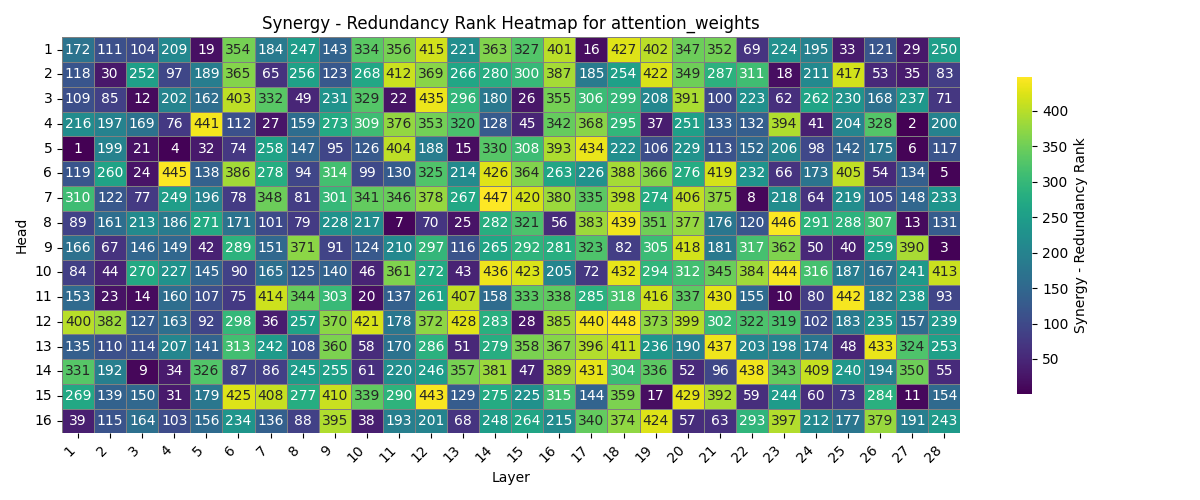 Synergy - Redundancy Rank Heatmap for attention_weights
1 172 111 104 209 19 354 184 247 143 334 356 415 221 363 327 401 16 427 402 347 352 69 224 195 33 121 29 250
2 118 30 252 97 189 365 65 256 123 268 412 369 266 280 300 387 185 254 422 349 287 311 18 211 417 53 35 83
3 109 85 12 202 162 403 332 49 231 329 22 435 296 180 26 355 306 299 208 391 100 223 62 262 230 168 237 71
4 216 197 169 76 441 112 27 159 273 309 376 353 320 128 45 342 368 295 37 251 133 132 394 41 204 328 2 200
5 1 199 21 4 32 74 258 147 95 126 404 188 15 330 308 393 434 222 106 229 113 152 206 98 142 175 6 117
6 119 260 24 445 138 386 278 94 314 99 130 325 214 426 364 263 226 388 366 276 419 232 66 173 405 54 134 5
7 310 122 77 249 196 78 348 81 301 341 346 378 267 447 420 380 335 398 274 406 375 8 218 64 219 105 148 233
8 89 161 213 186 271 171 101 79 228 217 7 70 25 282 321 56 383 439 351 377 176 120 446 291 288 307 13 131
9 166 67 146 149 42 289 151 371 91 124 210 297 116 265 292 281 323 82 305 418 181 317 362 50 40 259 390 3
10 84 44 270 227 145 90 165 125 140 46 361 272 43 436 423 205 72 432 294 312 345 384 444 316 187 167 241 413
11 153 23 14 160 107 75 414 344 303 20 137 261 407 158 333 338 285 318 416 337 430 155 10 80 442 182 238 93
12 400 382 127 163 92 298 36 257 370 421 178 372 428 283 28 385 440 448 373 399 302 322 319 102 183 235 157 239
13 135 110 114 207 141 313 242 108 360 58 170 286 51 279 358 367 396 411 236 190 437 203 198 174 48 433 324 253
14 331 192 9 34 326 87 86 245 255 61 220 246 357 381 47 389 431 304 336 52 96 438 343 409 240 194 350 55
15 269 139 150 31 179 425 408 277 410 339 290 443 129 275 225 315 144 359 17 429 392 59 244 60 73 284 11 154
16 39 115 164 103 156 234 136 88 395 38 193 201 68 248 264 215 340 374 424 57 63 293 397 212 177 379 191 243
1 2 3 4 5 6 7 8 9 10 11 12 13 14 15 16 17 18 19 20 21 22 23 24 25 26 27 28
Layer
Head
400
350
300
250
200
150
100
50
Synergy - Redundancy Rank